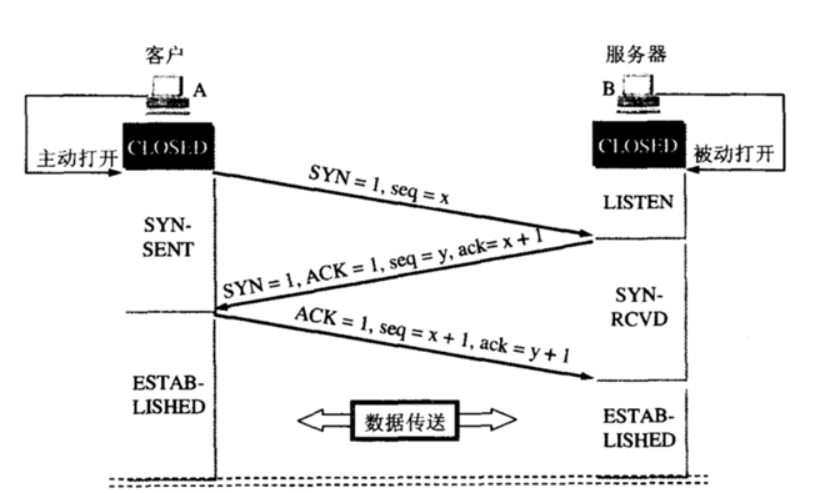 客户
服务器
A
B
CLOSED
CLOSED
主动打开
被动打开
SYN = 1, seq = x
LISTEN
SYN-
SENT
SYN = 1, ACK = 1, seq = y, ack= x + 1
SYN-
RCVD
ACK = 1, seq = x + 1, ack = y + 1
ESTAB-
LISHED
数据传送
ESTAB-
LISHED